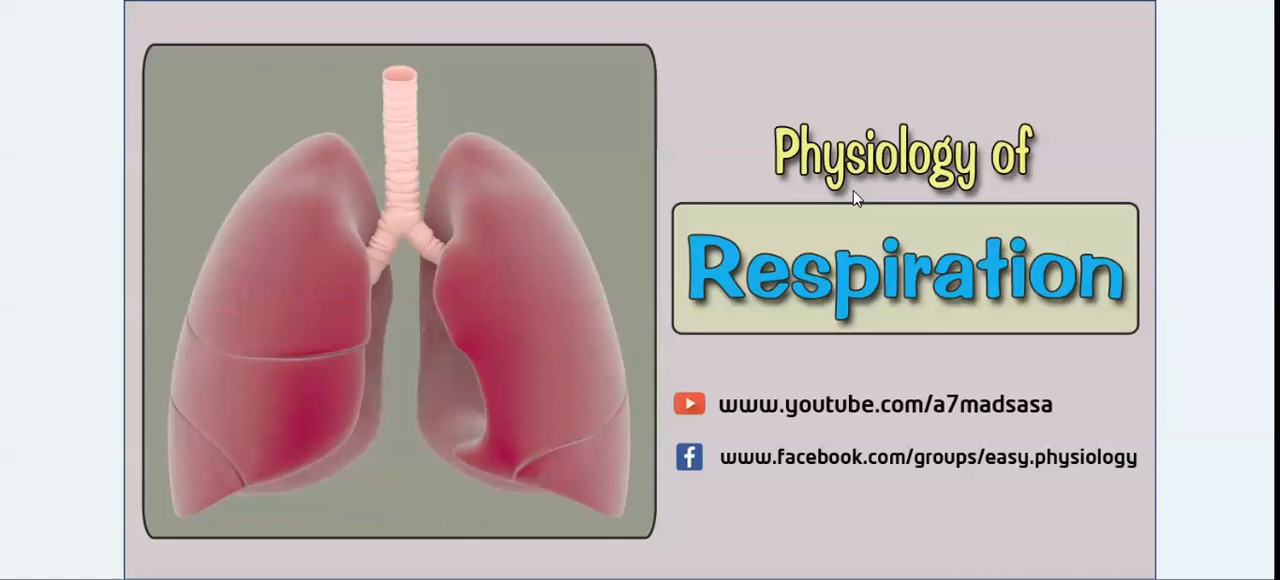 Physiology of
Respiration
www.youtube.com/a7madsasa
www.facebook.com/groups/easy.physiology